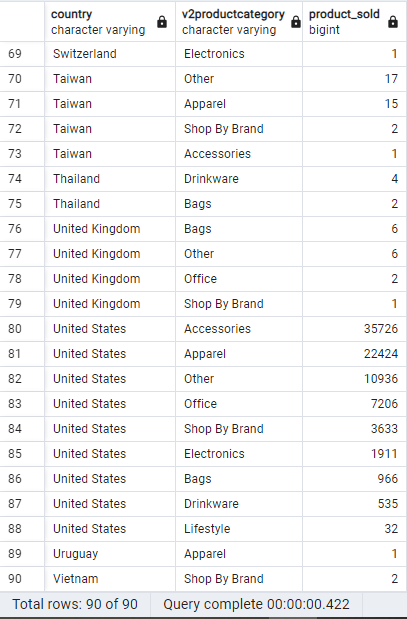 country v2productcategory product_sold
character varying character varying bigint
69 Switzerland Electronics 1
70 Taiwan Other 17
71 Taiwan Apparel 15
72 Taiwan Shop By Brand 2
73 Taiwan Accessories 1
74 Thailand Drinkware 4
75 Thailand Bags 2
76 United Kingdom Bags 6
77 United Kingdom Other 6
78 United Kingdom Office 2
79 United Kingdom Shop By Brand 1
80 United States Accessories 35726
81 United States Apparel 22424
82 United States Other 10936
83 United States Office 7206
84 United States Shop By Brand 3633
85 United States Electronics 1911
86 United States Bags 966
87 United States Drinkware 535
88 United States Lifestyle 32
89 Uruguay Apparel 1
90 Vietnam Shop By Brand 2
Total rows: 90 of 90 Query complete 00:00:00.422